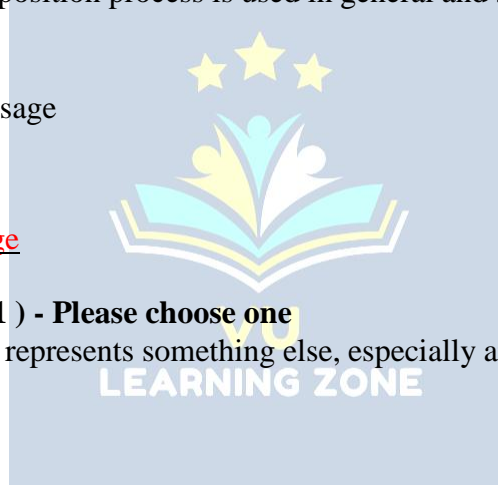 position process is used in general and
sage
ge
) - Please choose one
represents something else, especially a
VU
LEARNING ZONE